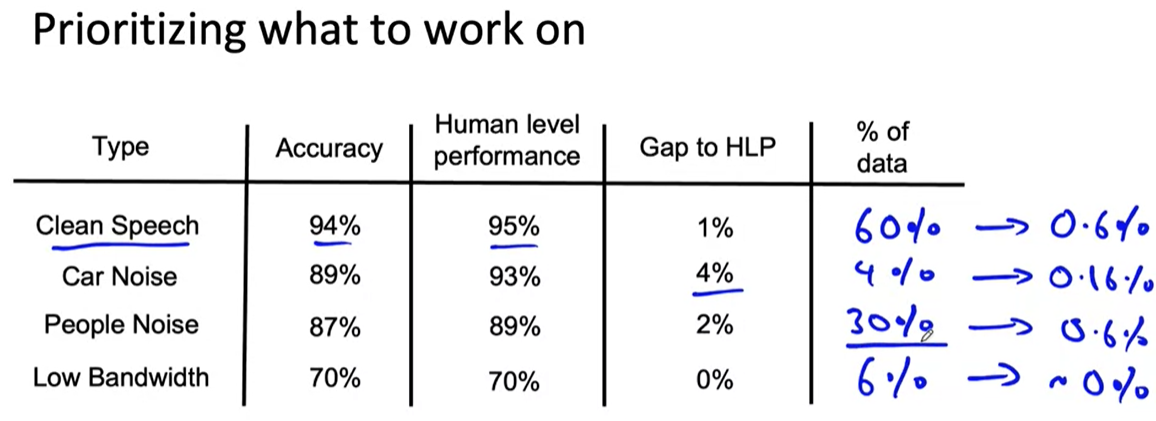 Prioritizing what to work on
Type Accuracy Human level performance Gap to HLP % of data
Clean Speech 94% 95% 1% 60% → 0.6%
Car Noise 89% 93% 4% 4% → 0.16%
People Noise 87% 89% 2% 30% → 0.6%
Low Bandwidth 70% 70% 0% 6% → ~0%